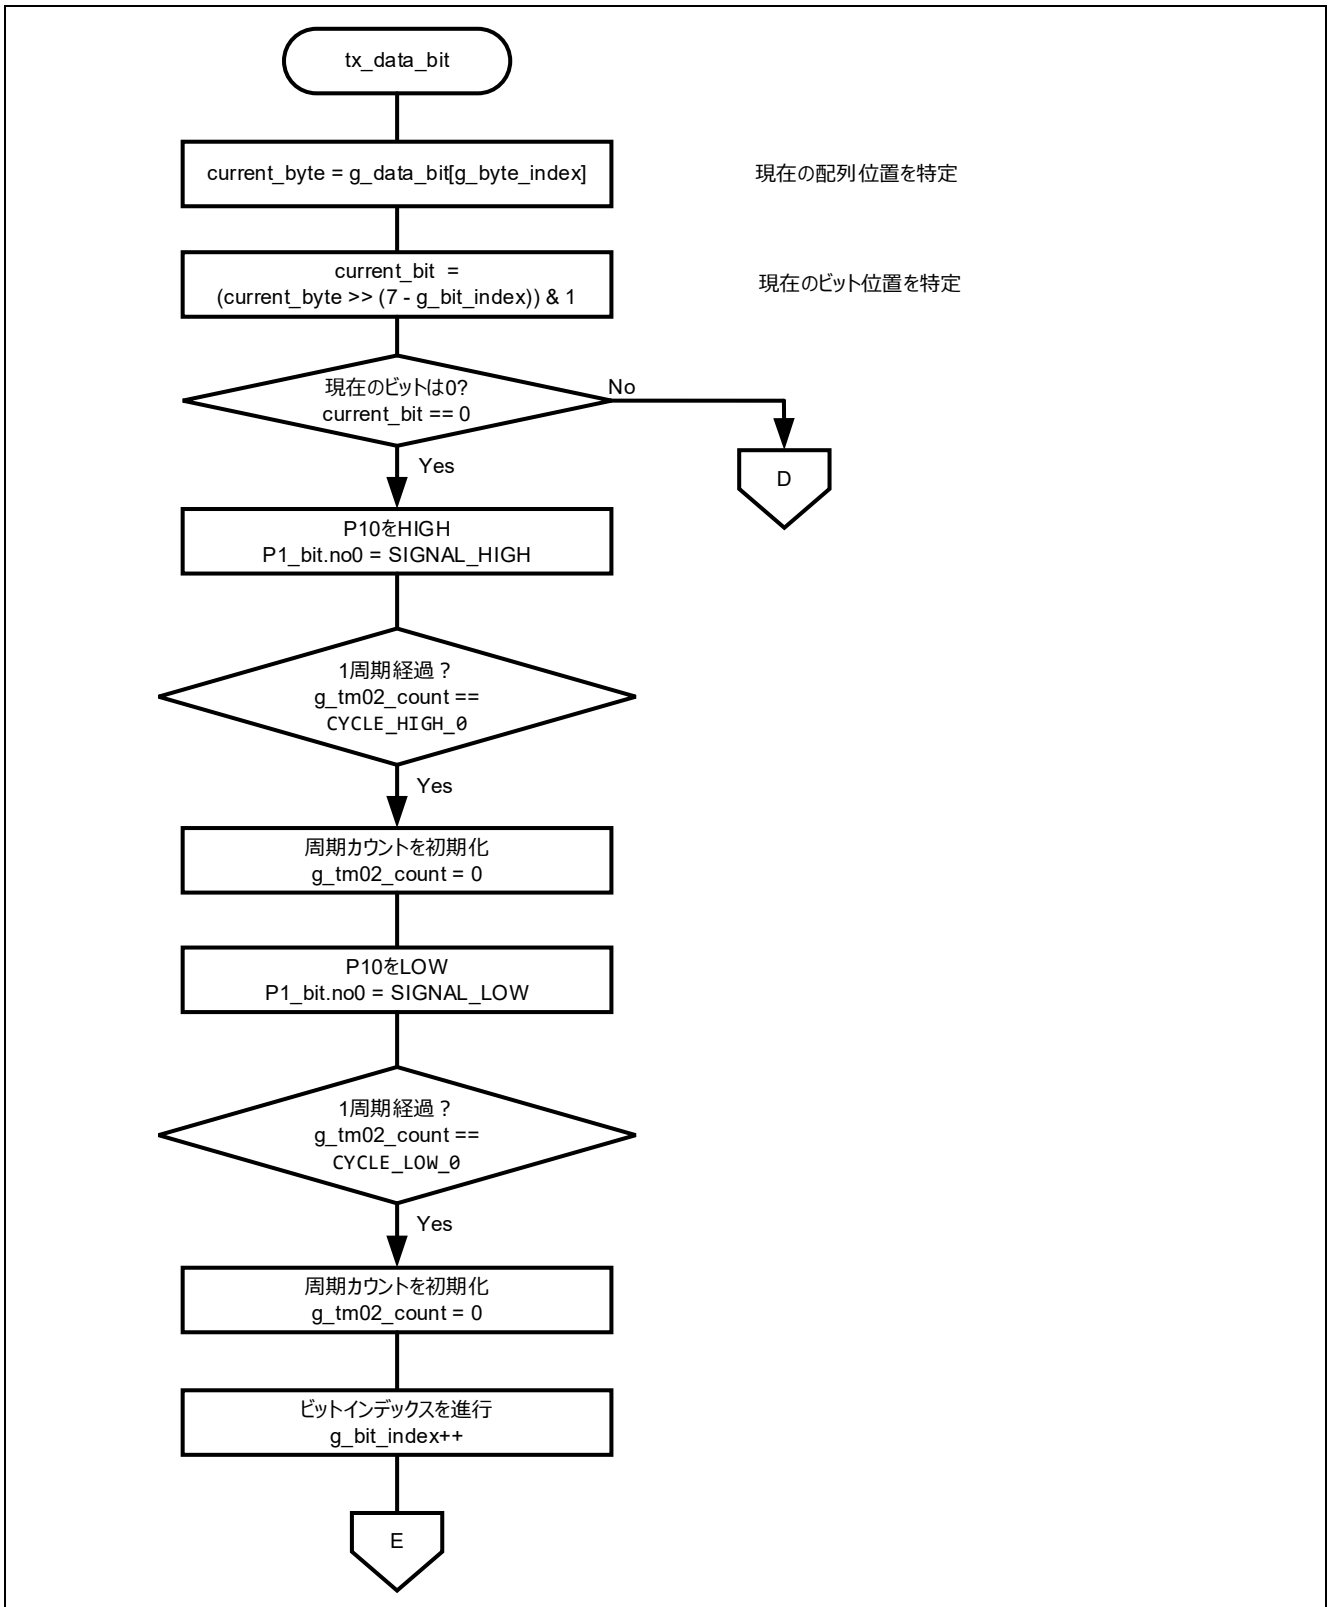 tx_data_bit
current_byte = g_data_bit[g_byte_index]
現在の配列位置を特定
current_bit =
(current_byte >> (7 - g_bit_index)) & 1
現在のビット位置を特定
現在のビットは0?
current_bit == 0
No
D
Yes
P10をHIGH
P1_bit.no0 = SIGNAL_HIGH
1周期経過？
g_tm02_count ==
CYCLE_HIGH_0
Yes
周期カウントを初期化
g_tm02_count = 0
P10をLOW
P1_bit.no0 = SIGNAL_LOW
1周期経過？
g_tm02_count ==
CYCLE_LOW_0
Yes
周期カウントを初期化
g_tm02_count = 0
ビットインデックスを進行
g_bit_index++
E